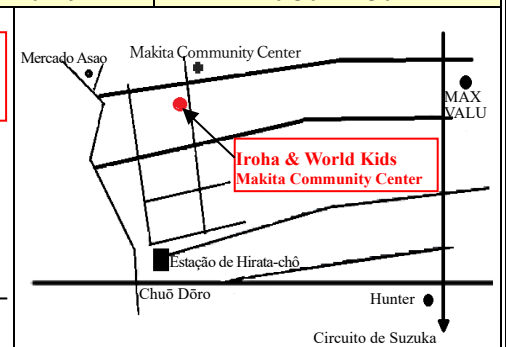 Makita Community Center
Mercado Asao
MAX
VALU
Iroha & World Kids
Makita Community Center
Estação de Hirata-chô
Chuō Dōro
Hunter
Circuito de Suzuka